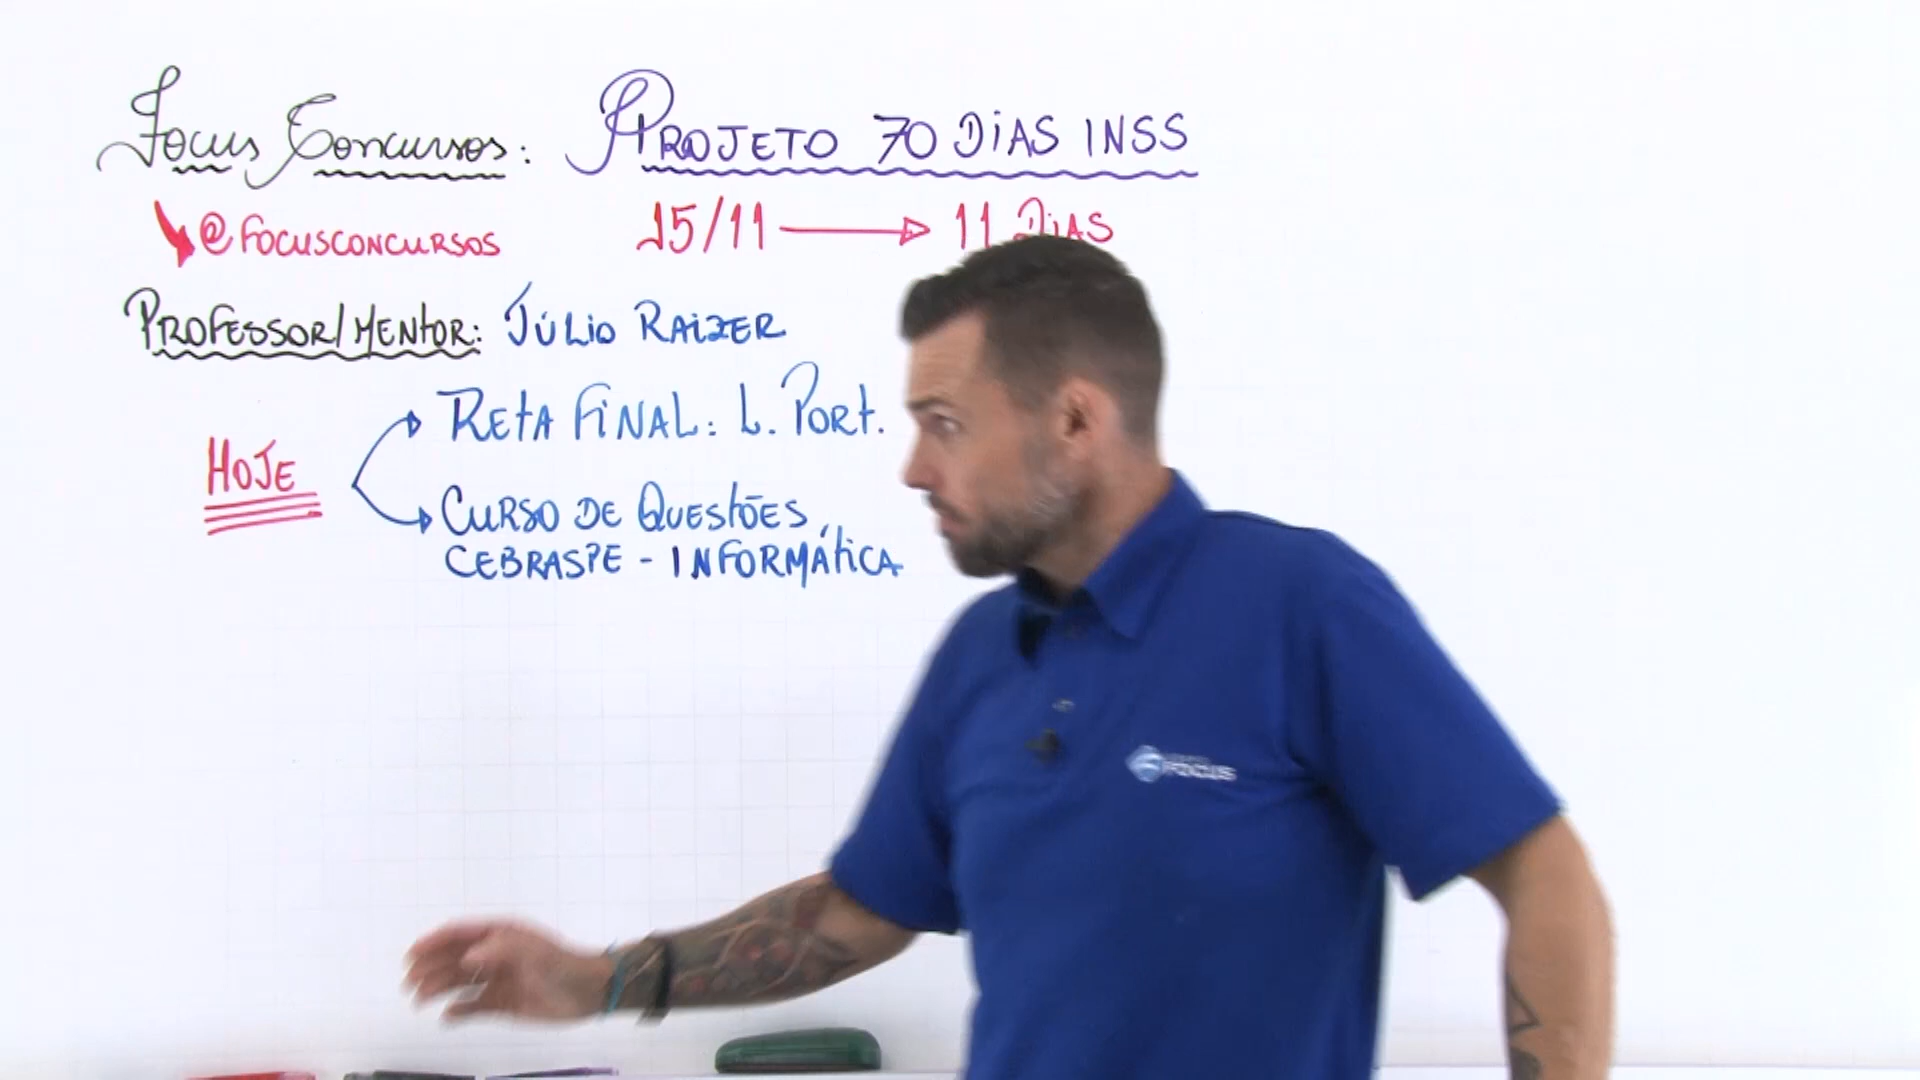 Focus Concursos: PROJETO 70 DiAS INSS
@FOCUSCONCURSOS
15/11 → 11 DiAS
PROFESSOR/MENTOR: JÚLIO RAIZER
HOJE
RETA FiNAL: L. PORT.
CURSO DE QUESTÕES
CEBRASPE - INFORMÁTiCA
FOCUS